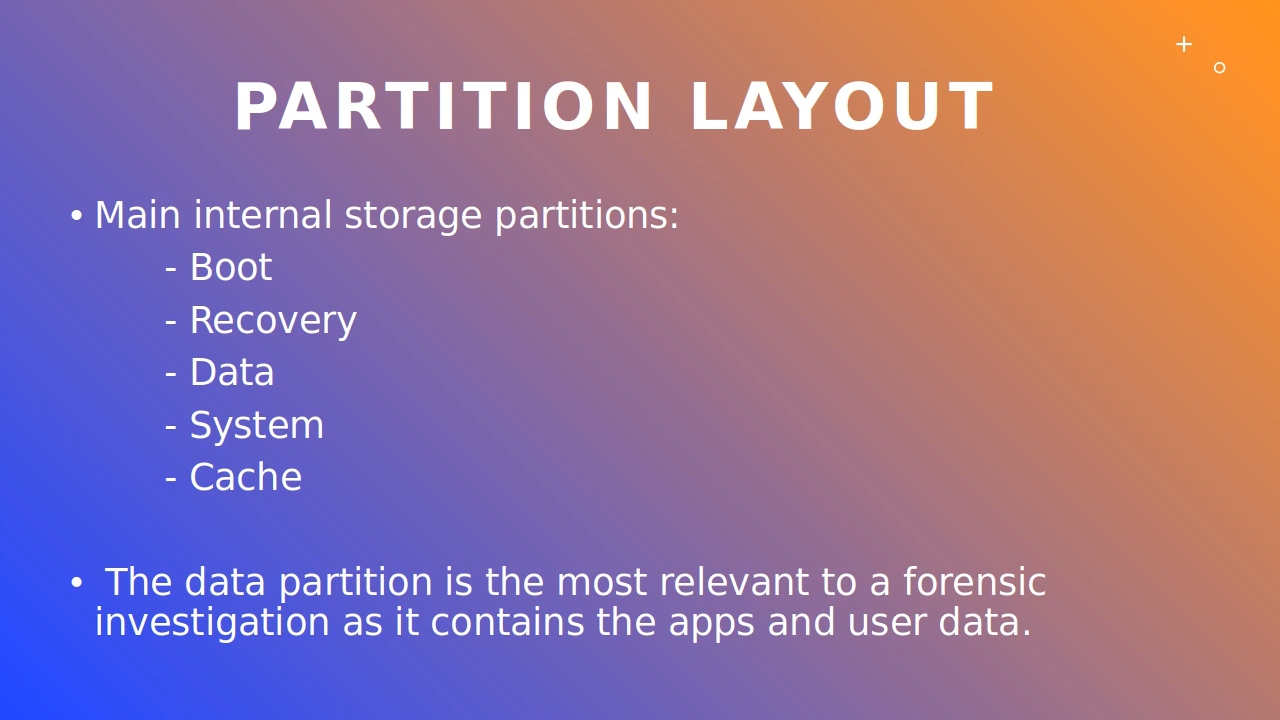 PARTITION LAYOUT
• Main internal storage partitions:
- Boot
- Recovery
- Data
- System
- Cache
• The data partition is the most relevant to a forensic
investigation as it contains the apps and user data.